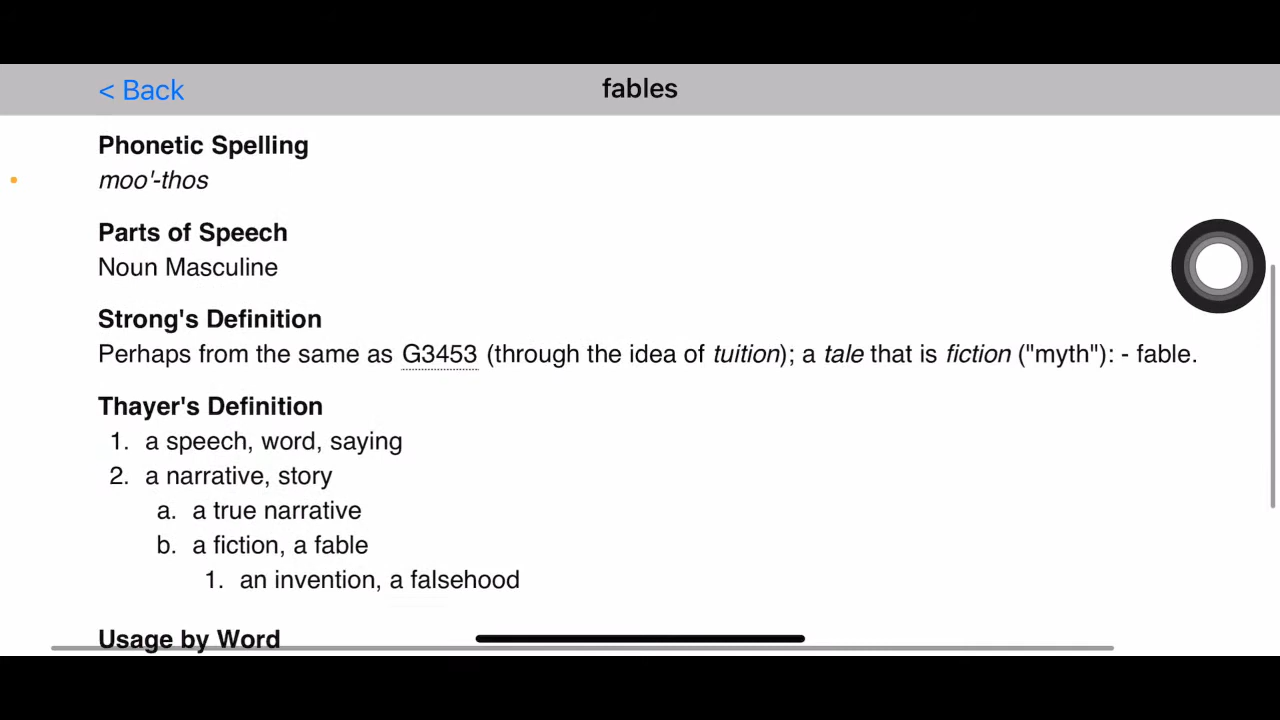 < Back
fables
Phonetic Spelling
moo'-thos
Parts of Speech
Noun Masculine
Strong's Definition
Perhaps from the same as G3453 (through the idea of tuition); a tale that is fiction ("myth"): - fable.
Thayer's Definition
1. a speech, word, saying
2. a narrative, story
a. a true narrative
b. a fiction, a fable
1. an invention, a falsehood
Usage by Word